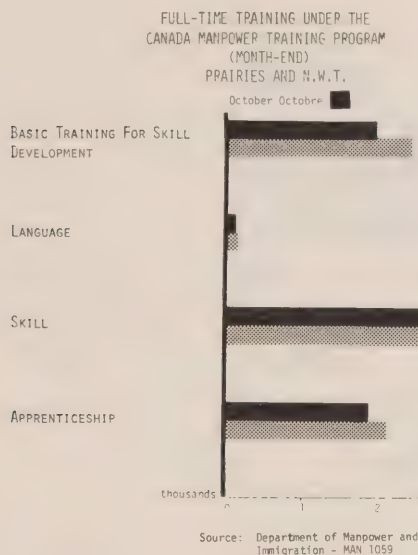 FULL-TIME TRAINING UNDER THE
CANADA MANPOWER TRAINING PROGRAM
(MONTH-END)
PRAIRIES AND N.W.T.
October Octobre
BASIC TRAINING FOR SKILL
DEVELOPMENT
LANGUAGE
SKILL
APPRENTICESHIP
thousands 0 1 2
Source: Department of Manpower and
Immigration - MAN 1059